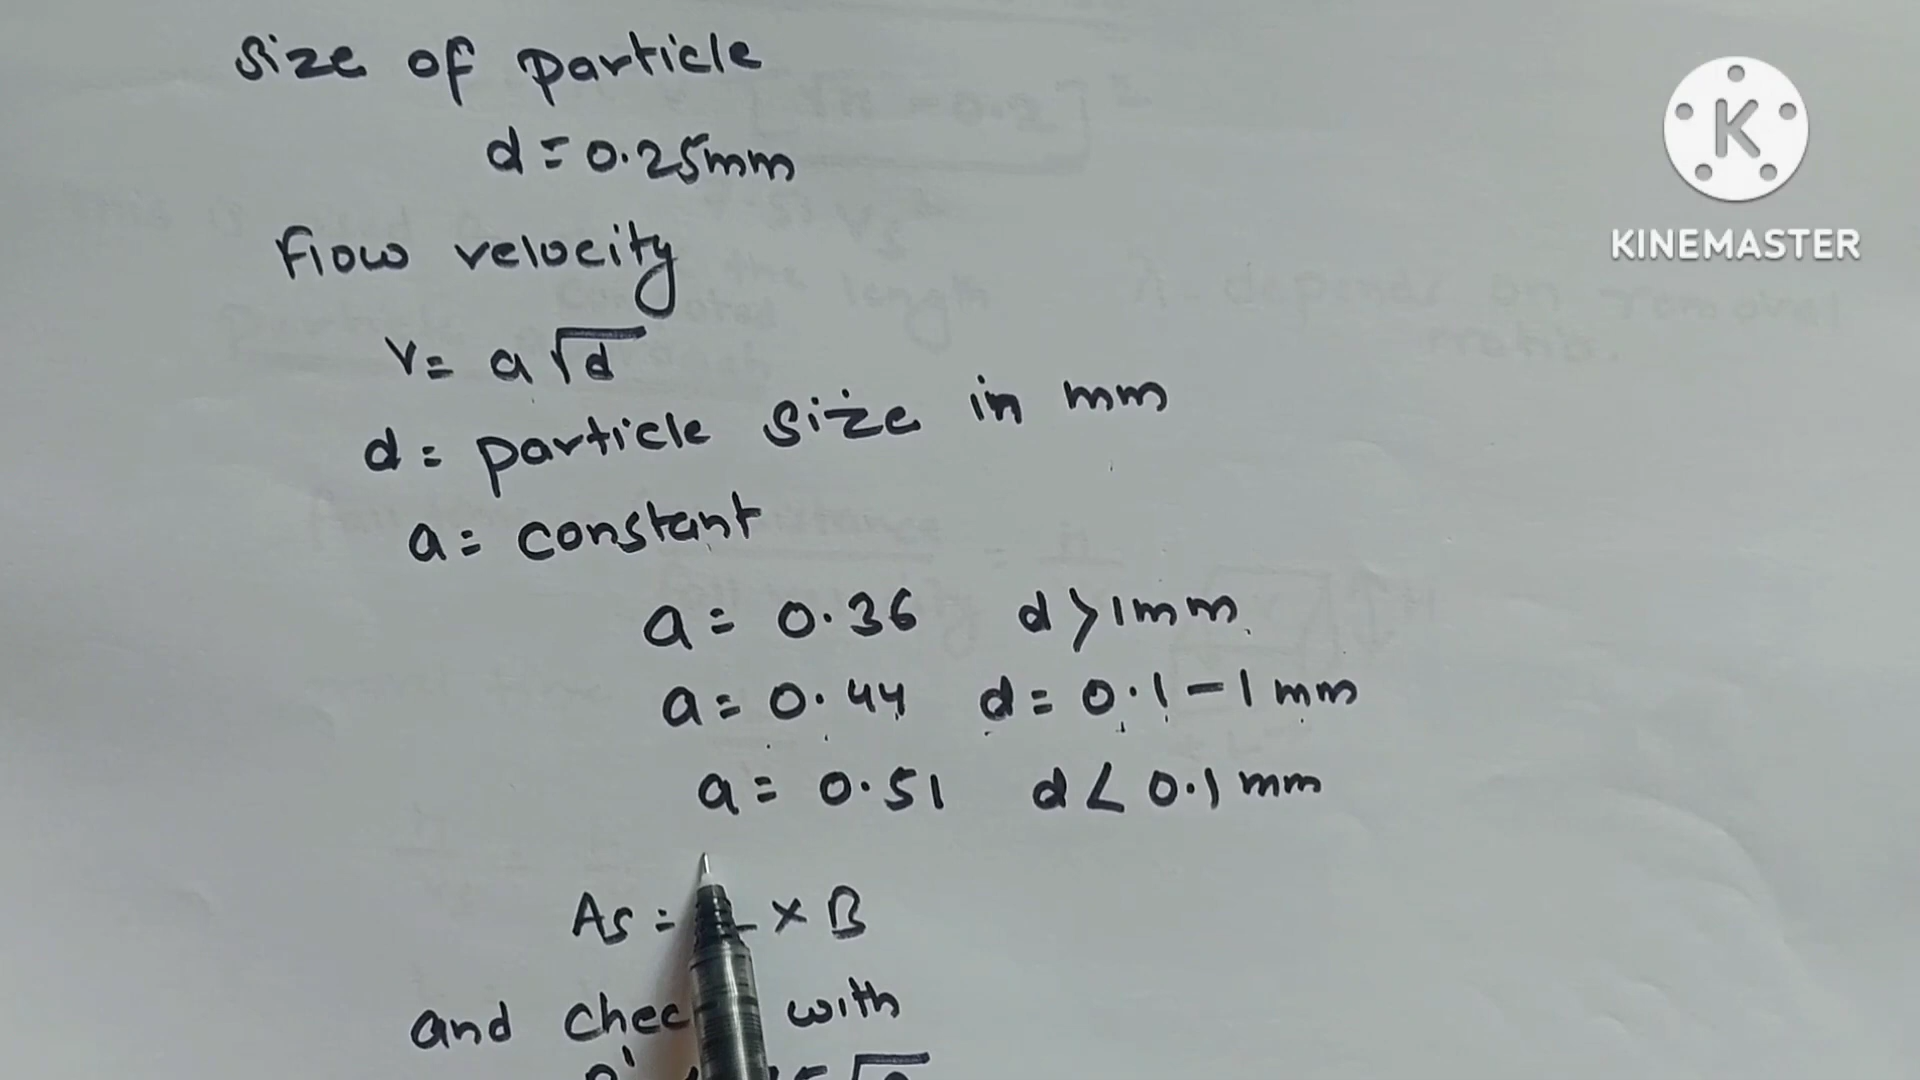 Size of particle
d = 0.25mm
Flow velocity
V = a √d
d = particle size in mm
a = constant
a = 0.36 d > 1mm
a = 0.44 d = 0.1 - 1 mm
a = 0.51 d < 0.1 mm
As = × B
and with
K
KINEMASTER